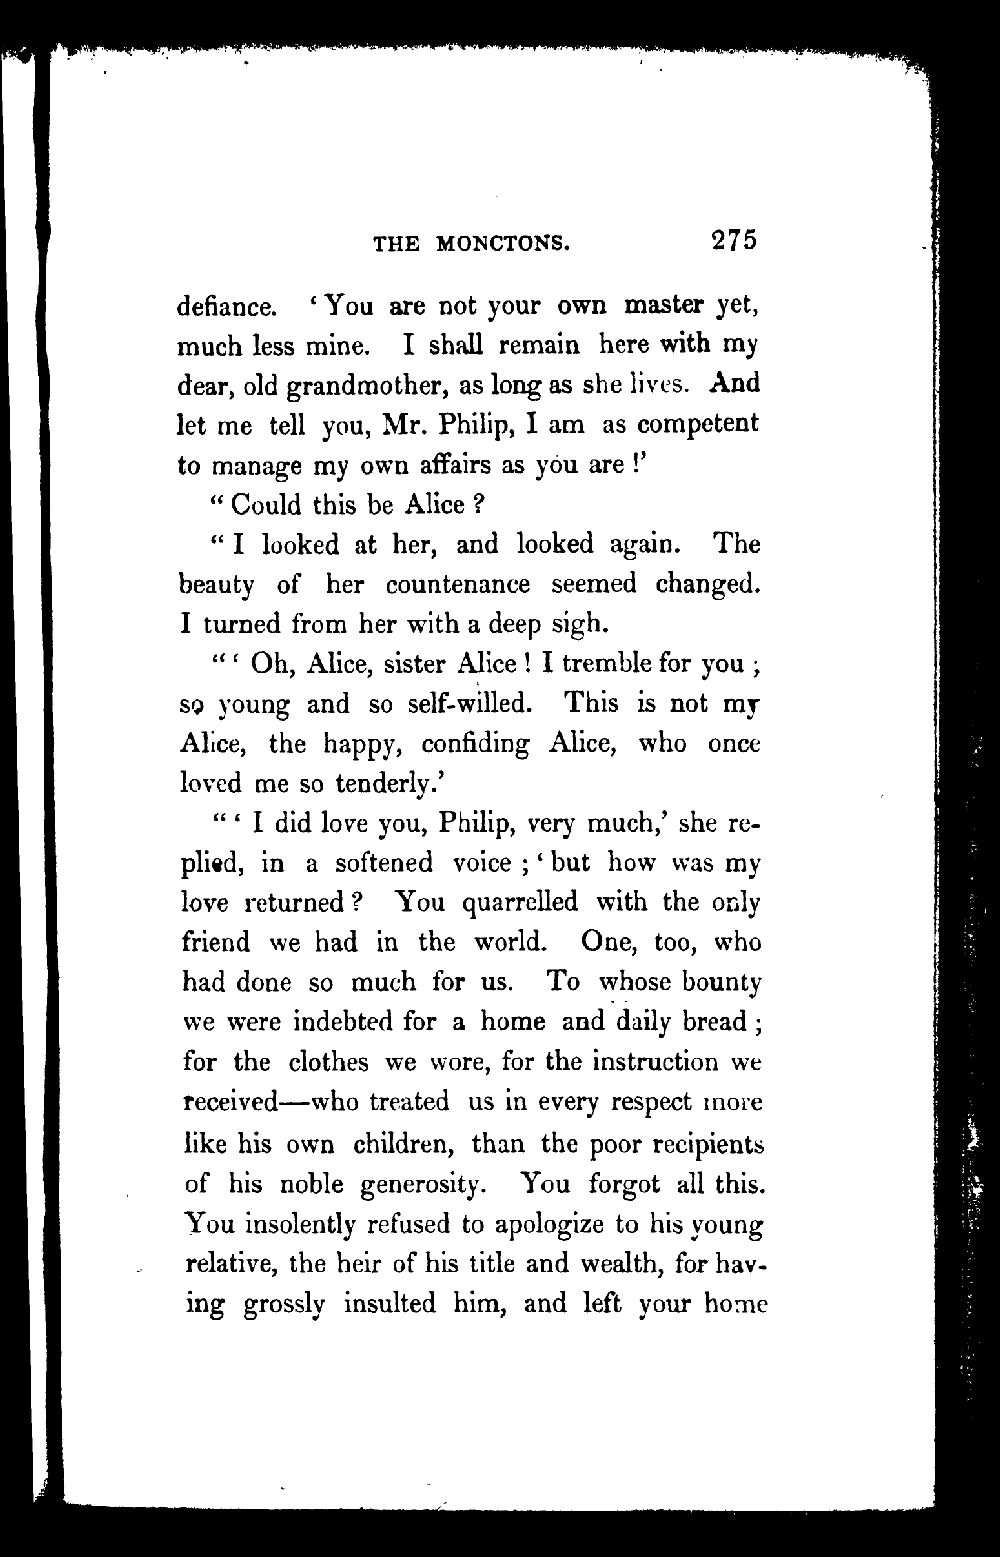 THE MONCTONS. 275
defiance. ‘You are not your own master yet,
much less mine. I shall remain here with my
dear, old grandmother, as long as she lives. And
let me tell you, Mr. Philip, I am as competent
to manage my own affairs as you are!’
“Could this be Alice?
“I looked at her, and looked again. The
beauty of her countenance seemed changed.
I turned from her with a deep sigh.
“‘Oh, Alice, sister Alice! I tremble for you;
so young and so self-willed. This is not my
Alice, the happy, confiding Alice, who once
loved me so tenderly.’
“‘I did love you, Philip, very much,’ she re-
plied, in a softened voice; ‘but how was my
love returned? You quarrelled with the only
friend we had in the world. One, too, who
had done so much for us. To whose bounty
we were indebted for a home and daily bread;
for the clothes we wore, for the instruction we
received—who treated us in every respect more
like his own children, than the poor recipients
of his noble generosity. You forgot all this.
You insolently refused to apologize to his young
relative, the heir of his title and wealth, for hav-
ing grossly insulted him, and left your home